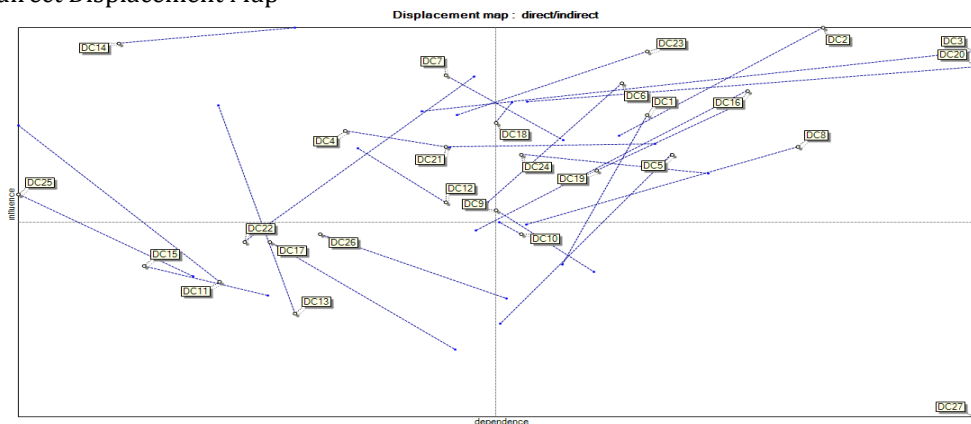 direct Displacement Map
Displacement map : direct/indirect
DC14
DC2
DC3
DC23
DC20
DC7
DC6
DC1
DC16
DC4
DC18
DC8
DC21
DC24
DC5
DC19
DC25
DC12
DC9
influence
DC22
DC26
DC10
DC17
DC15
DC11
DC13
DC27
dependence